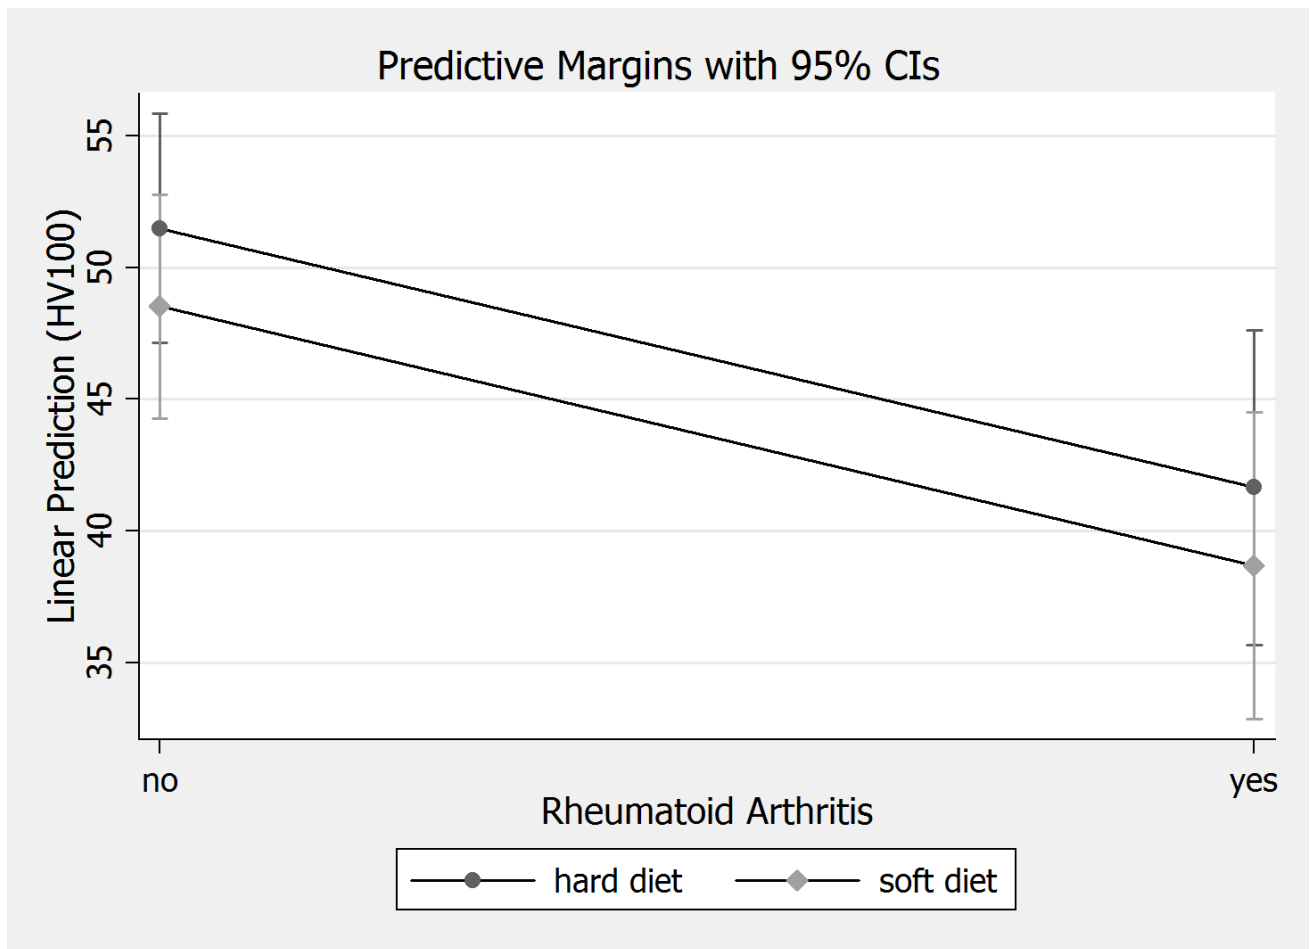 Predictive Margins with 95% CIs
Linear Prediction (HV100)
55
50
45
40
35
no
yes
Rheumatoid Arthritis
hard diet
soft diet